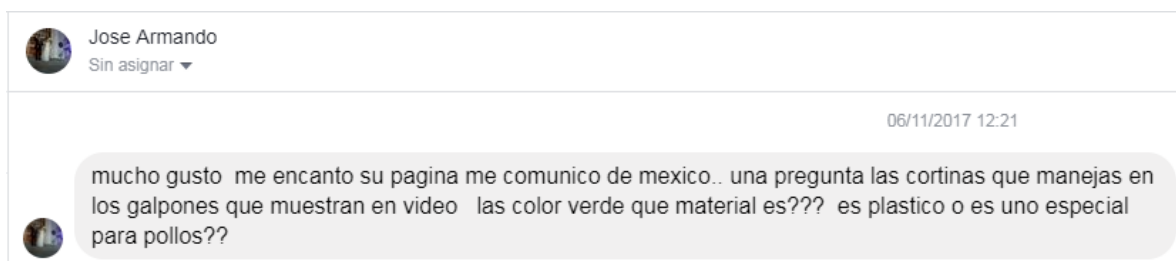 Jose Armando
Sin asignar
06/11/2017 12:21
mucho gusto me encanto su pagina me comunico de mexico.. una pregunta las cortinas que manejas en
los galpones que muestran en video las color verde que material es??? es plastico o es uno especial
para pollos??